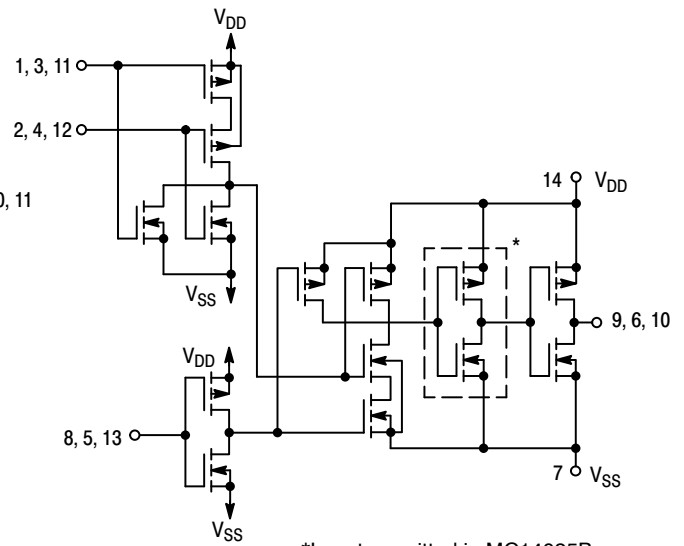 V_DD
1, 3, 11
2, 4, 12
, 11
V_SS
14 V_DD
*
9, 6, 10
V_DD
8, 5, 13
7 V_SS
V_SS